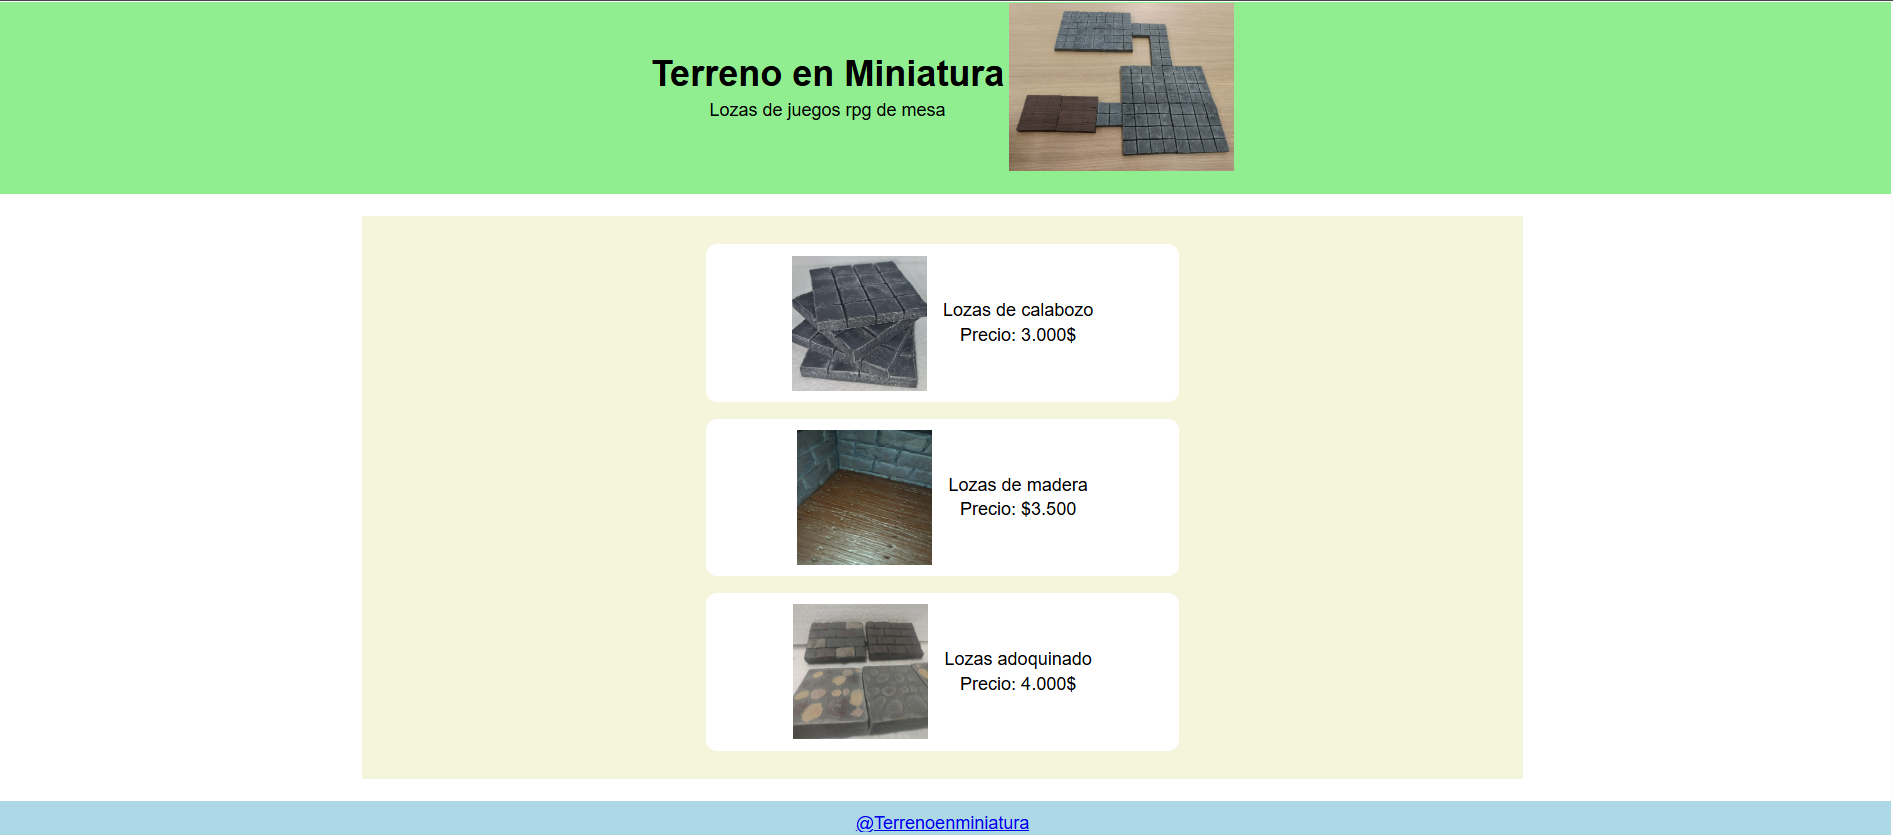 Terreno en Miniatura
Lozas de juegos rpg de mesa
Lozas de calabozo
Precio: 3.000$
Lozas de madera
Precio: $3.500
Lozas adoquinado
Precio: 4.000$
@Terrenoenminiatura